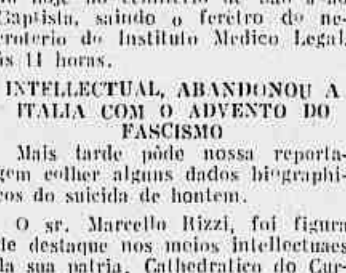 Baptista, saindo o feretro do ne-
croterio do Instituto Medico Legal,
ás 11 horas.
INTELLECTUAL, ABANDONOU A
ITALIA COM O ADVENTO DO
FASCISMO
Mais tarde pôde nossa reporta-
gem colher alguns dados biographi-
cos do suicida de hontem.
O sr. Marcello Rizzi, foi figura
de destaque nos meios intellectuaes
da sua patria. Cathedratico do Cur-